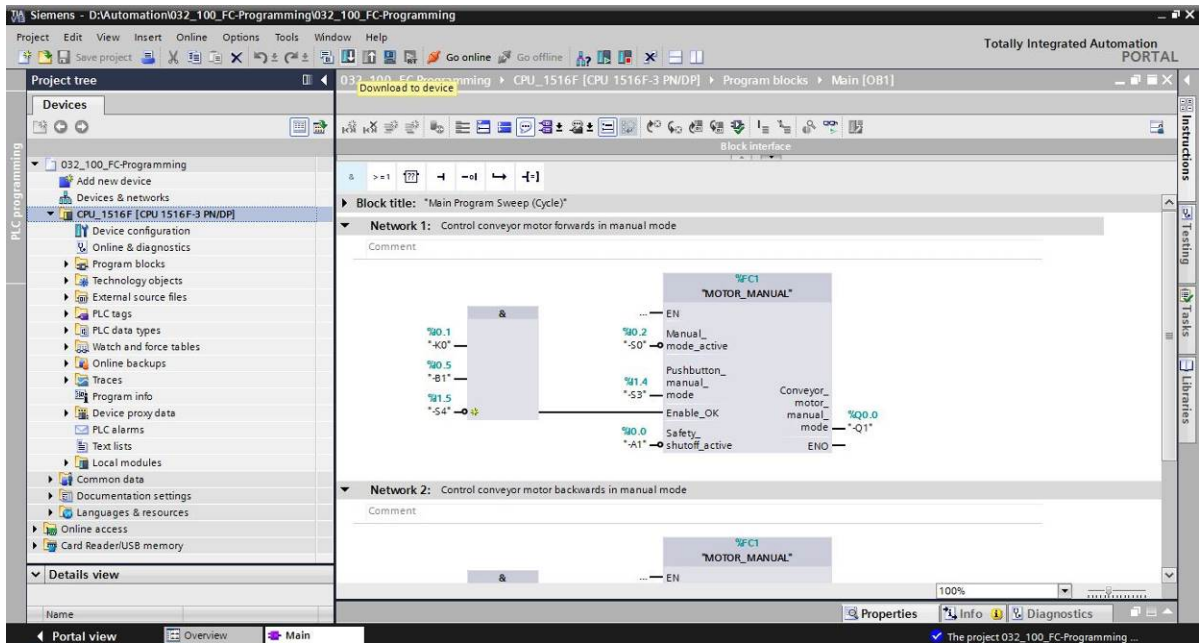 Siemens - D:\Automation\032_100_FC-Programming\032_100_FC-Programming
Project Edit View Insert Online Options Tools Window Help
Totally Integrated Automation
PORTAL
Save project
Go online
Go offline
Project tree
032_100_FC-Programming ▸ CPU_1516F [CPU 1516F-3 PN/DP] ▸ Program blocks ▸ Main [OB1]
Download to device
Devices
PLC programming
032_100_FC-Programming
Add new device
Devices & networks
CPU_1516F [CPU 1516F-3 PN/DP]
Device configuration
Online & diagnostics
Program blocks
Technology objects
External source files
PLC tags
PLC data types
Watch and force tables
Online backups
Traces
Program info
Device proxy data
PLC alarms
Text lists
Local modules
Common data
Documentation settings
Languages & resources
Online access
Card Reader/USB memory
Details view
Name
Block interface
& >=1 ??
Block title: "Main Program Sweep (Cycle)"
Network 1: Control conveyor motor forwards in manual mode
Comment
&
%I0.1
"-K0"
%I0.5
"-B1"
%I1.5
"-S4"
%FC1
"MOTOR_MANUAL"
... EN
%I0.2
"-S0"
Manual_
mode_active
%I1.4
"-S3"
Pushbutton_
manual_
mode
Enable_OK
%I0.0
"-A1"
Safety_
shutoff_active
Conveyor_
motor_
manual_
mode
%Q0.0
"-Q1"
ENO
Network 2: Control conveyor motor backwards in manual mode
Comment
%FC1
"MOTOR_MANUAL"
&
... EN
100%
Properties
Info
Diagnostics
Instructions
Testing
Tasks
Libraries
Portal view
Overview
Main
The project 032_100_FC-Programming ...